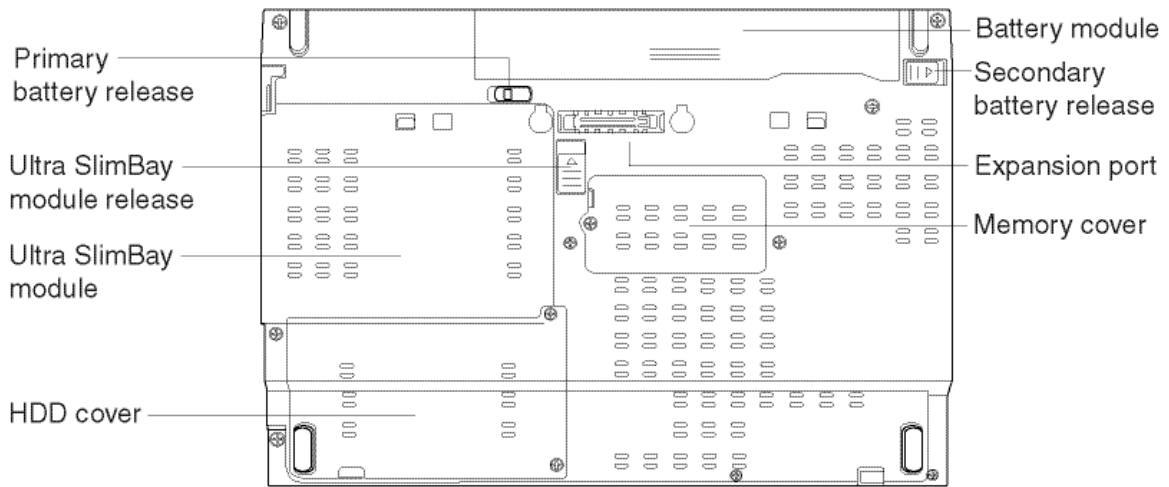 Primary
battery release
Ultra SlimBay
module release
Ultra SlimBay
module
HDD cover
Battery module
Secondary
battery release
Expansion port
Memory cover